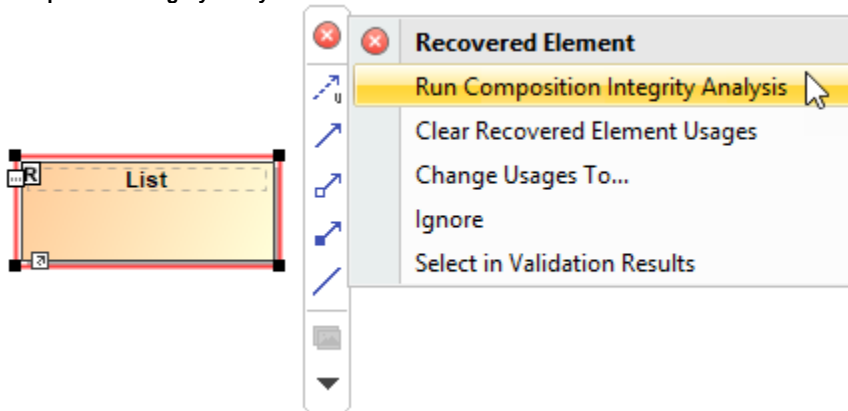 Recovered Element
Run Composition Integrity Analysis
Clear Recovered Element Usages
Change Usages To...
Ignore
Select in Validation Results
R
List
u